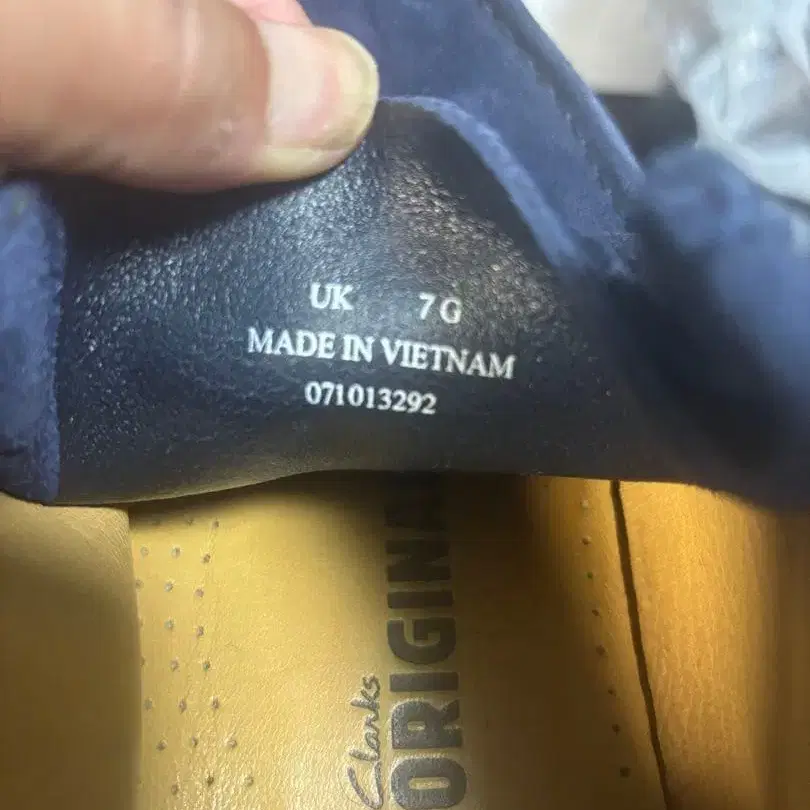 UK 7 G
MADE IN VIETNAM
071013292
Clarks
ORIGINA